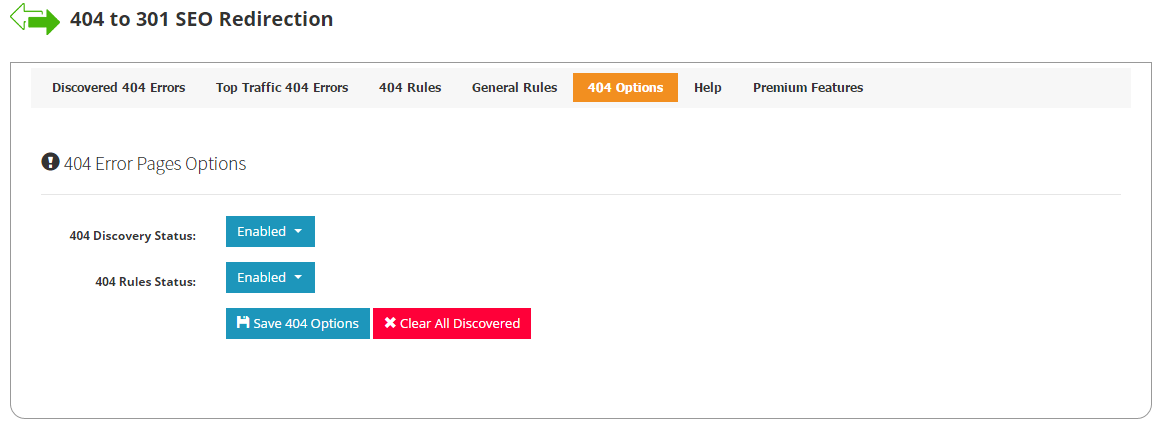 404 to 301 SEO Redirection
Discovered 404 Errors Top Traffic 404 Errors 404 Rules General Rules 404 Options Help Premium Features
404 Error Pages Options
404 Discovery Status: Enabled
404 Rules Status: Enabled
Save 404 Options Clear All Discovered